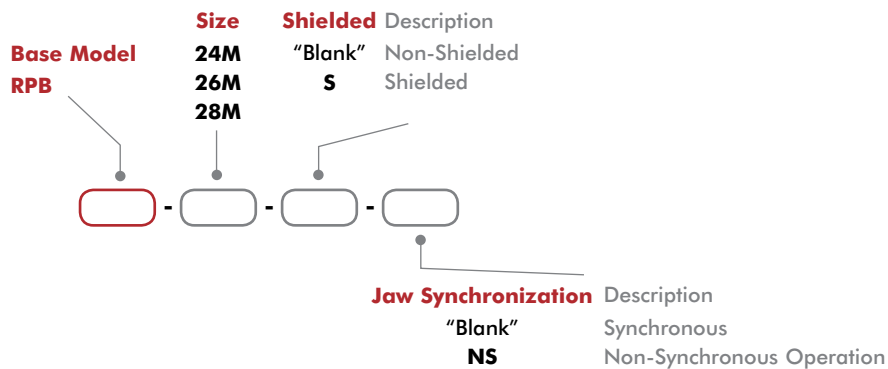 Size Shielded Description
Base Model 24M “Blank” Non-Shielded
RPB 26M S Shielded
28M
- - -
Jaw Synchronization Description
“Blank” Synchronous
NS Non-Synchronous Operation